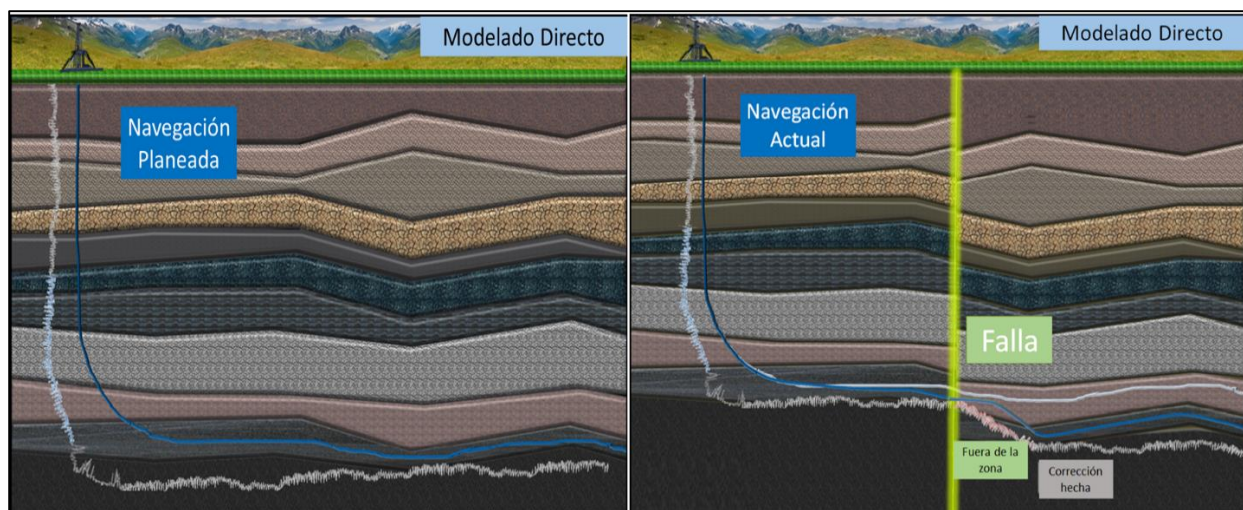 Modelado Directo
Navegación
Planeada
Modelado Directo
Navegación
Actual
Falla
Fuera de la
zona
Corrección
hecha